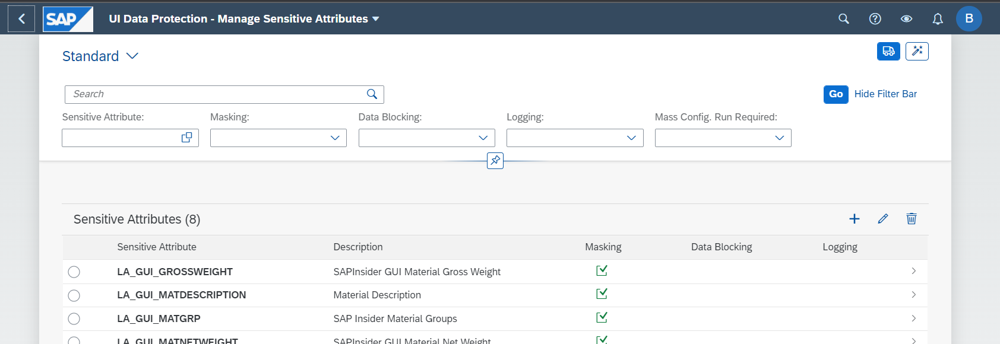 SAP UI Data Protection - Manage Sensitive Attributes B
Standard
Search Go Hide Filter Bar
Sensitive Attribute: Masking: Data Blocking: Logging: Mass Config. Run Required:
Sensitive Attributes (8)
Sensitive Attribute Description Masking Data Blocking Logging
LA_GUI_GROSSWEIGHT SAPInsider GUI Material Gross Weight
LA_GUI_MATDESCRIPTION Material Description
LA_GUI_MATGRP SAP Insider Material Groups
LA_GUI_MATNETWEIGHT SAPInsider GUI Material Net Weight